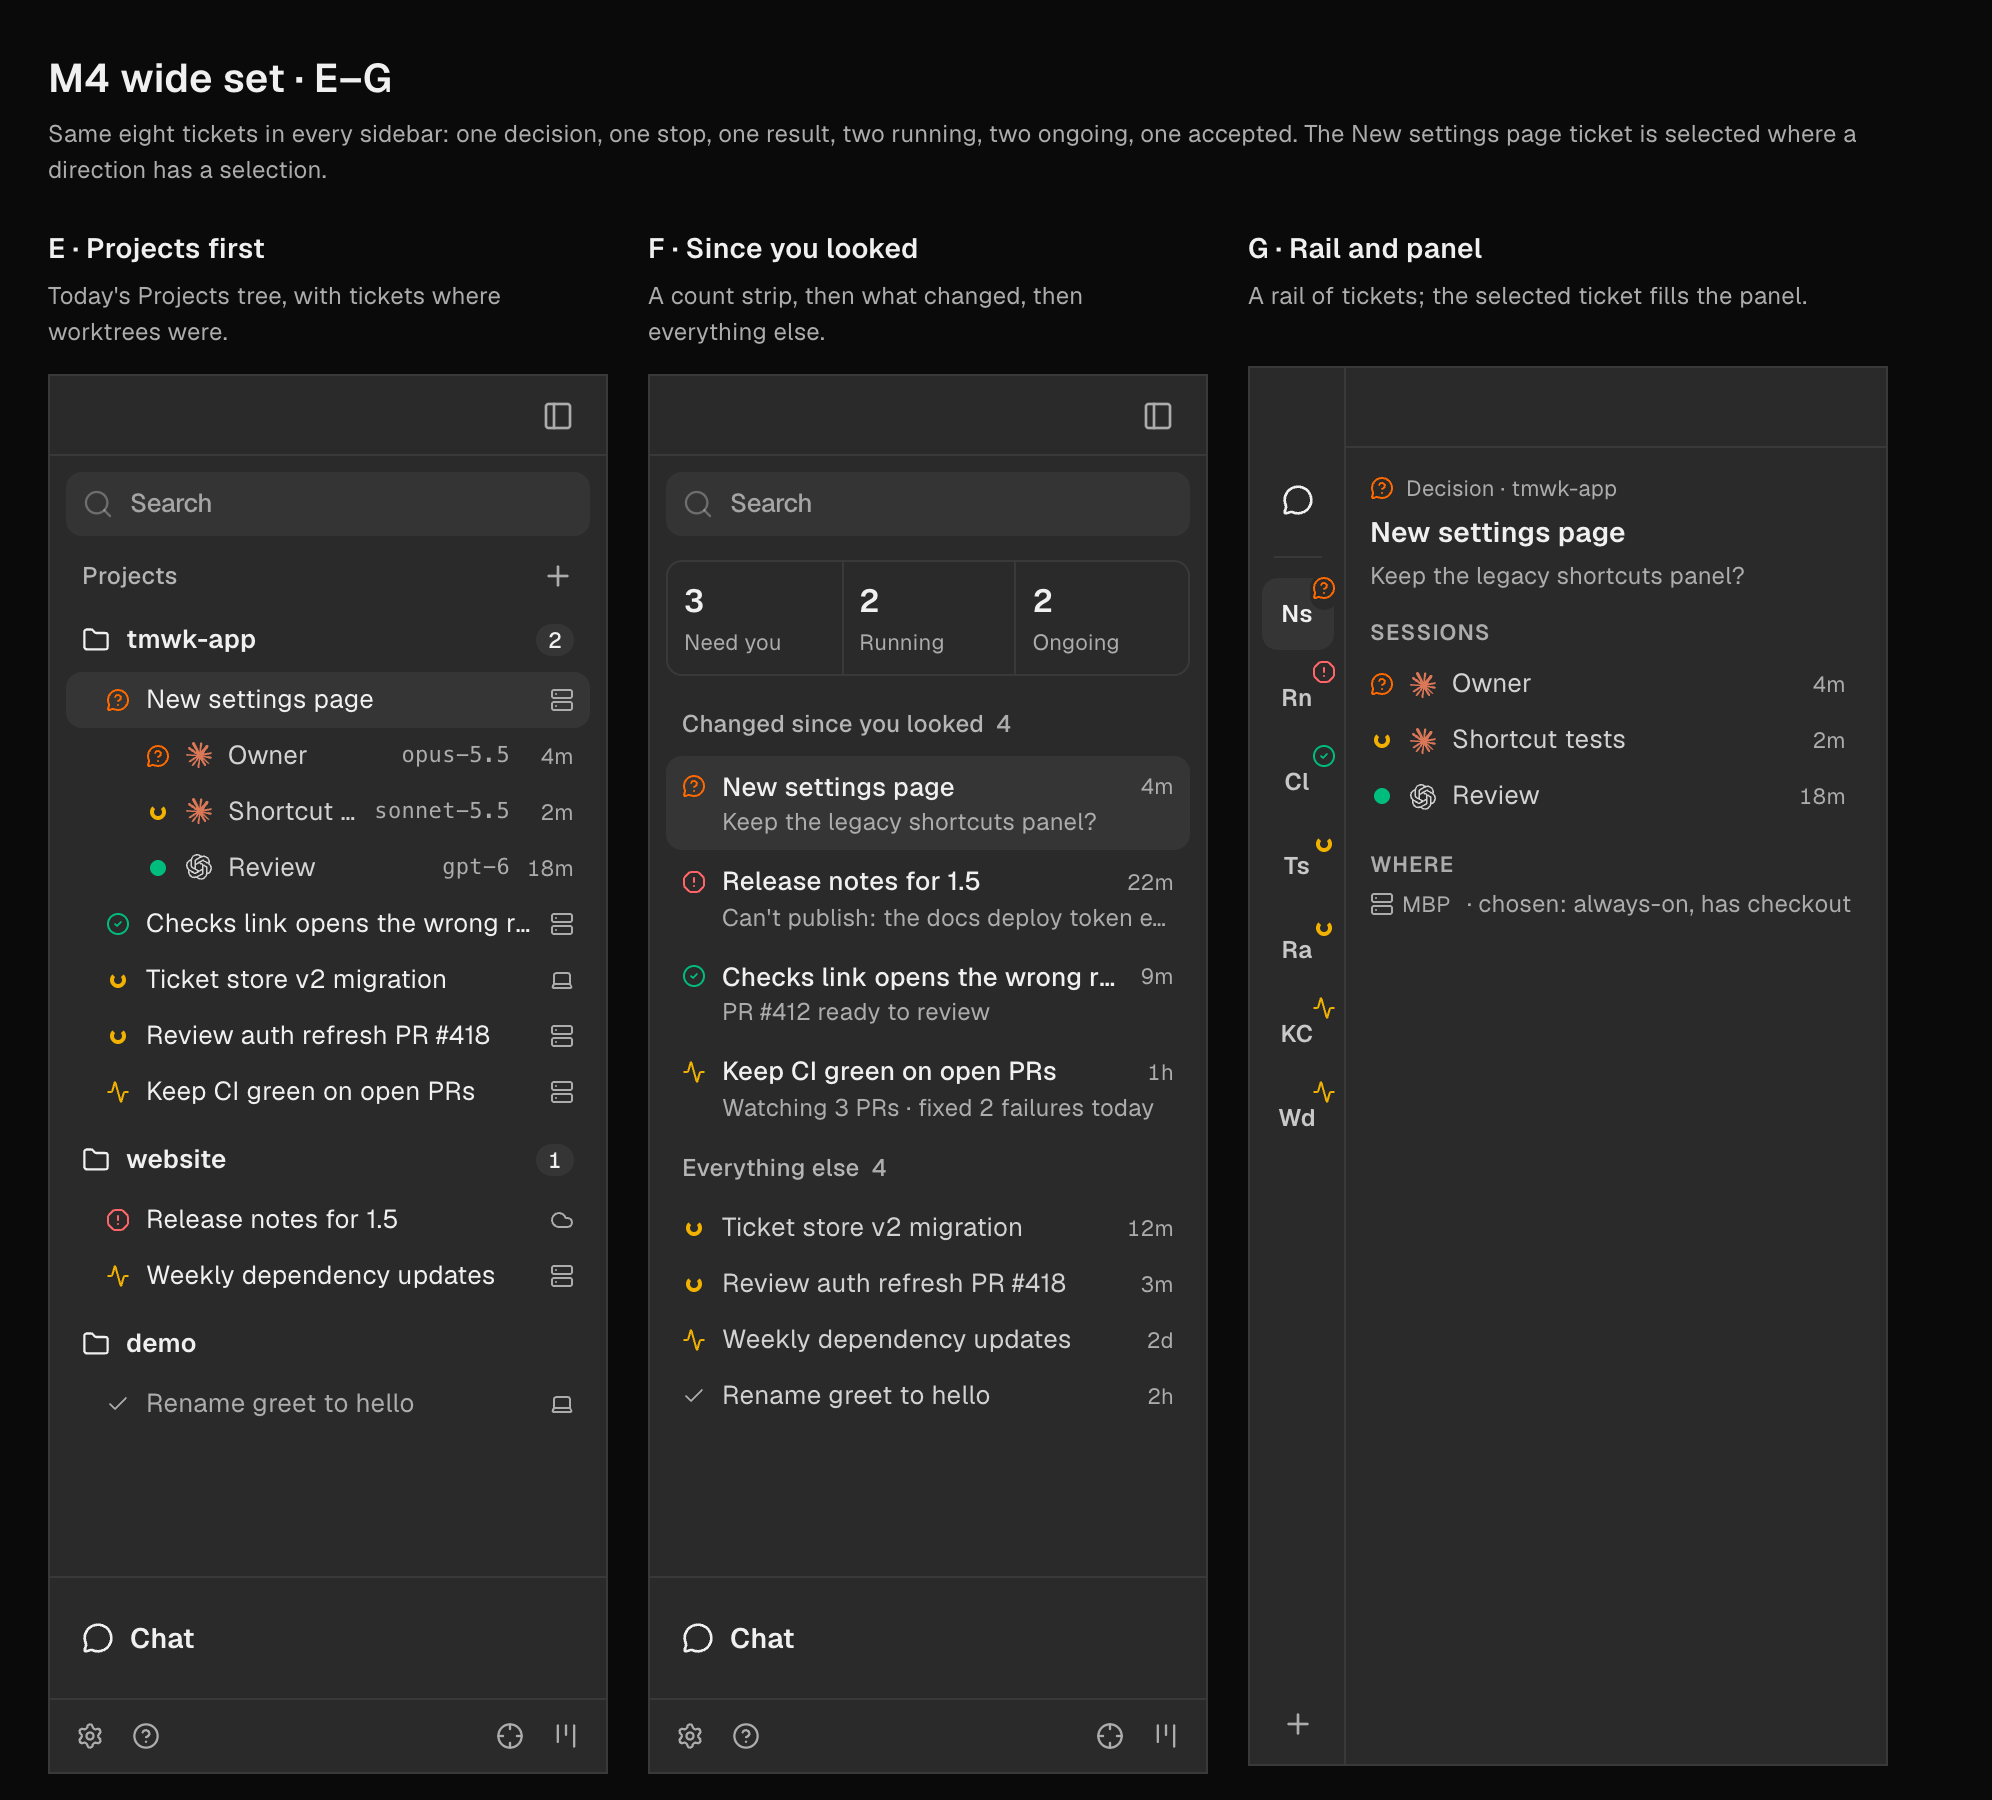 M4 wide set · E–G
Same eight tickets in every sidebar: one decision, one stop, one result, two running, two ongoing, one accepted. The New settings page ticket is selected where a
direction has a selection.
E · Projects first
Today's Projects tree, with tickets where
worktrees were.
Search
Projects
tmwk-app 2
New settings page
Owner opus-5.5 4m
Shortcut ... sonnet-5.5 2m
Review gpt-6 18m
Checks link opens the wrong r...
Ticket store v2 migration
Review auth refresh PR #418
Keep CI green on open PRs
website 1
Release notes for 1.5
Weekly dependency updates
demo
Rename greet to hello
Chat
F · Since you looked
A count strip, then what changed, then
everything else.
Search
3 2 2
Need you Running Ongoing
Changed since you looked 4
New settings page 4m
Keep the legacy shortcuts panel?
Release notes for 1.5 22m
Can't publish: the docs deploy token e...
Checks link opens the wrong r... 9m
PR #412 ready to review
Keep CI green on open PRs 1h
Watching 3 PRs · fixed 2 failures today
Everything else 4
Ticket store v2 migration 12m
Review auth refresh PR #418 3m
Weekly dependency updates 2d
Rename greet to hello 2h
Chat
G · Rail and panel
A rail of tickets; the selected ticket fills the panel.
Ns
Rn
Cl
Ts
Ra
KC
Wd
Decision · tmwk-app
New settings page
Keep the legacy shortcuts panel?
SESSIONS
Owner 4m
Shortcut tests 2m
Review 18m
WHERE
MBP · chosen: always-on, has checkout